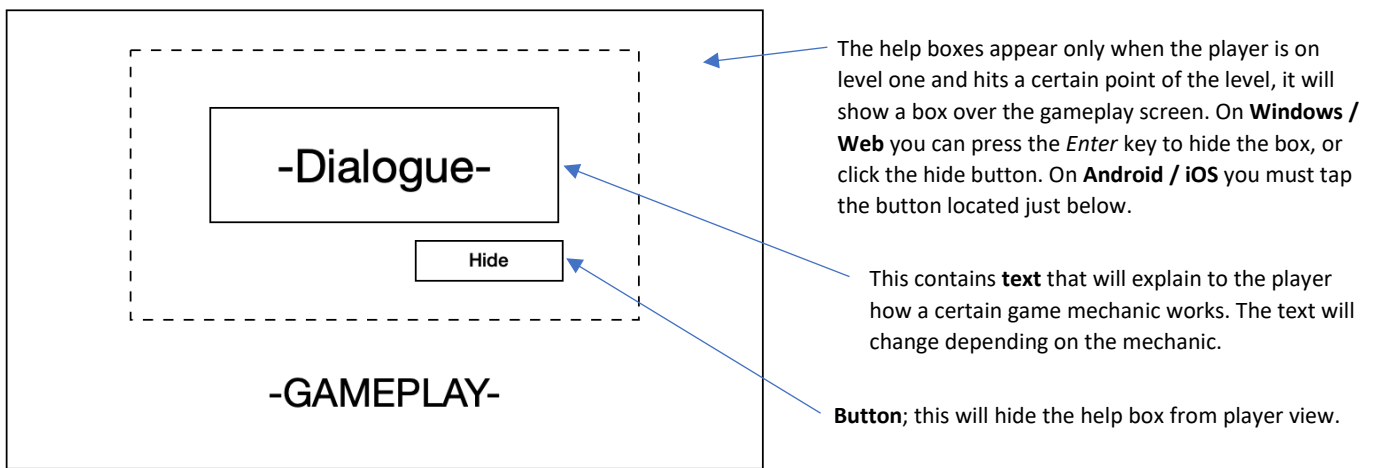 -Dialogue-
Hide
-GAMEPLAY-
The help boxes appear only when the player is on
level one and hits a certain point of the level, it will
show a box over the gameplay screen. On Windows /
Web you can press the Enter key to hide the box, or
click the hide button. On Android / iOS you must tap
the button located just below.
This contains text that will explain to the player
how a certain game mechanic works. The text will
change depending on the mechanic.
Button; this will hide the help box from player view.